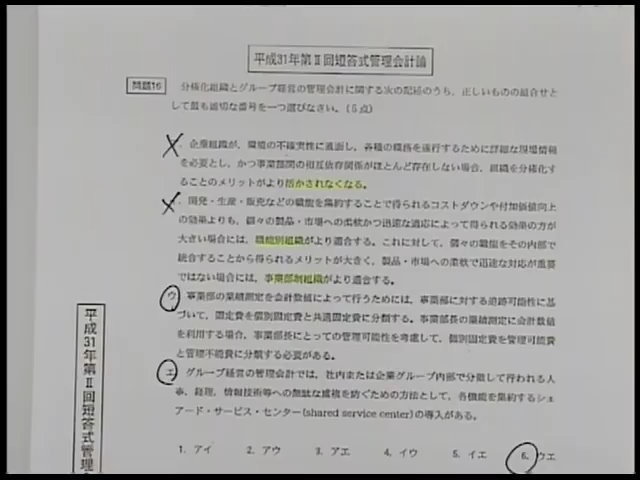 平成31年第Ⅱ回短答式管理会計論
問題16 分権化組織とグループ経営の管理会計に関する次の記述のうち、正しいものの組合せと
して最も適切な番号を一つ選びなさい。(5点)
企業組織が、環境の不確実性に直面し、各種の職務を遂行するために詳細な現場情報
を必要とし、かつ事業部間の相互依存関係がほとんど存在しない場合、組織を分権化す
ることのメリットがより活かされなくなる。
開発・生産・販売などの職能を集約することで得られるコストダウンや付加価値向上
の効果よりも、個々の製品・市場への柔軟かつ迅速な適応によって得られる効果の方が
大きい場合には、職能別組織がより適合する。これに対して、個々の職能をその内部で
統合することから得られるメリットが大きく、製品・市場への柔軟で迅速な対応が重要
ではない場合には、事業部制組織がより適合する。
ウ 事業部の業績測定を会計数値によって行うためには、事業部に対する追跡可能性に基
づいて、固定費を個別固定費と共通固定費に分類する。事業部長の業績測定に会計数値
を利用する場合、事業部長にとっての管理可能性を考慮して、個別固定費を管理可能費
と管理不能費に分類する必要がある。
エ グループ経営の管理会計では、社内または企業グループ内部で分散して行われる人
事、経理、情報技術等への無駄な重複を防ぐための方法として、各機能を集約するシェ
アード・サービス・センター(shared service center)の導入がある。
1. アイ 2. アウ 3. アエ 4. イウ 5. イエ 6. ウエ
平成31年第Ⅱ回短答式管理